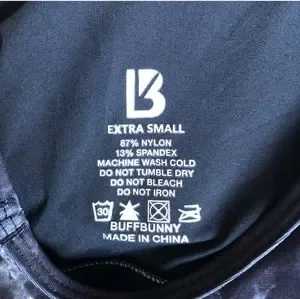 B
EXTRA SMALL
87% NYLON
13% SPANDEX
MACHINE WASH COLD
DO NOT TUMBLE DRY
DO NOT BLEACH
DO NOT IRON
30
BUFFBUNNY
MADE IN CHINA